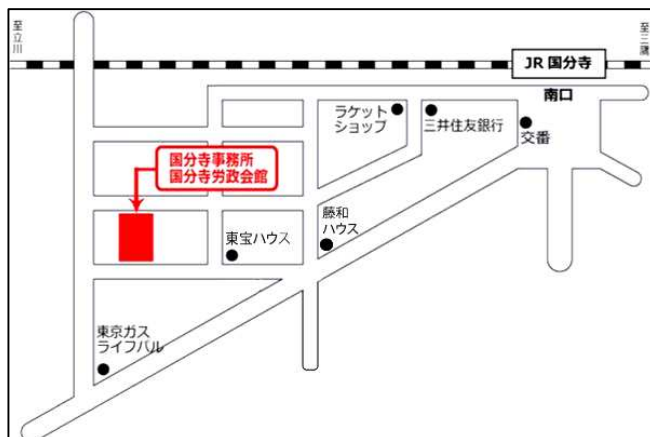 至立川
至三鷹
JR 国分寺
南口
ラケット
ショップ
三井住友銀行
交番
国分寺事務所
国分寺労政会館
東宝ハウス
藤和
ハウス
東京ガス
ライフバル